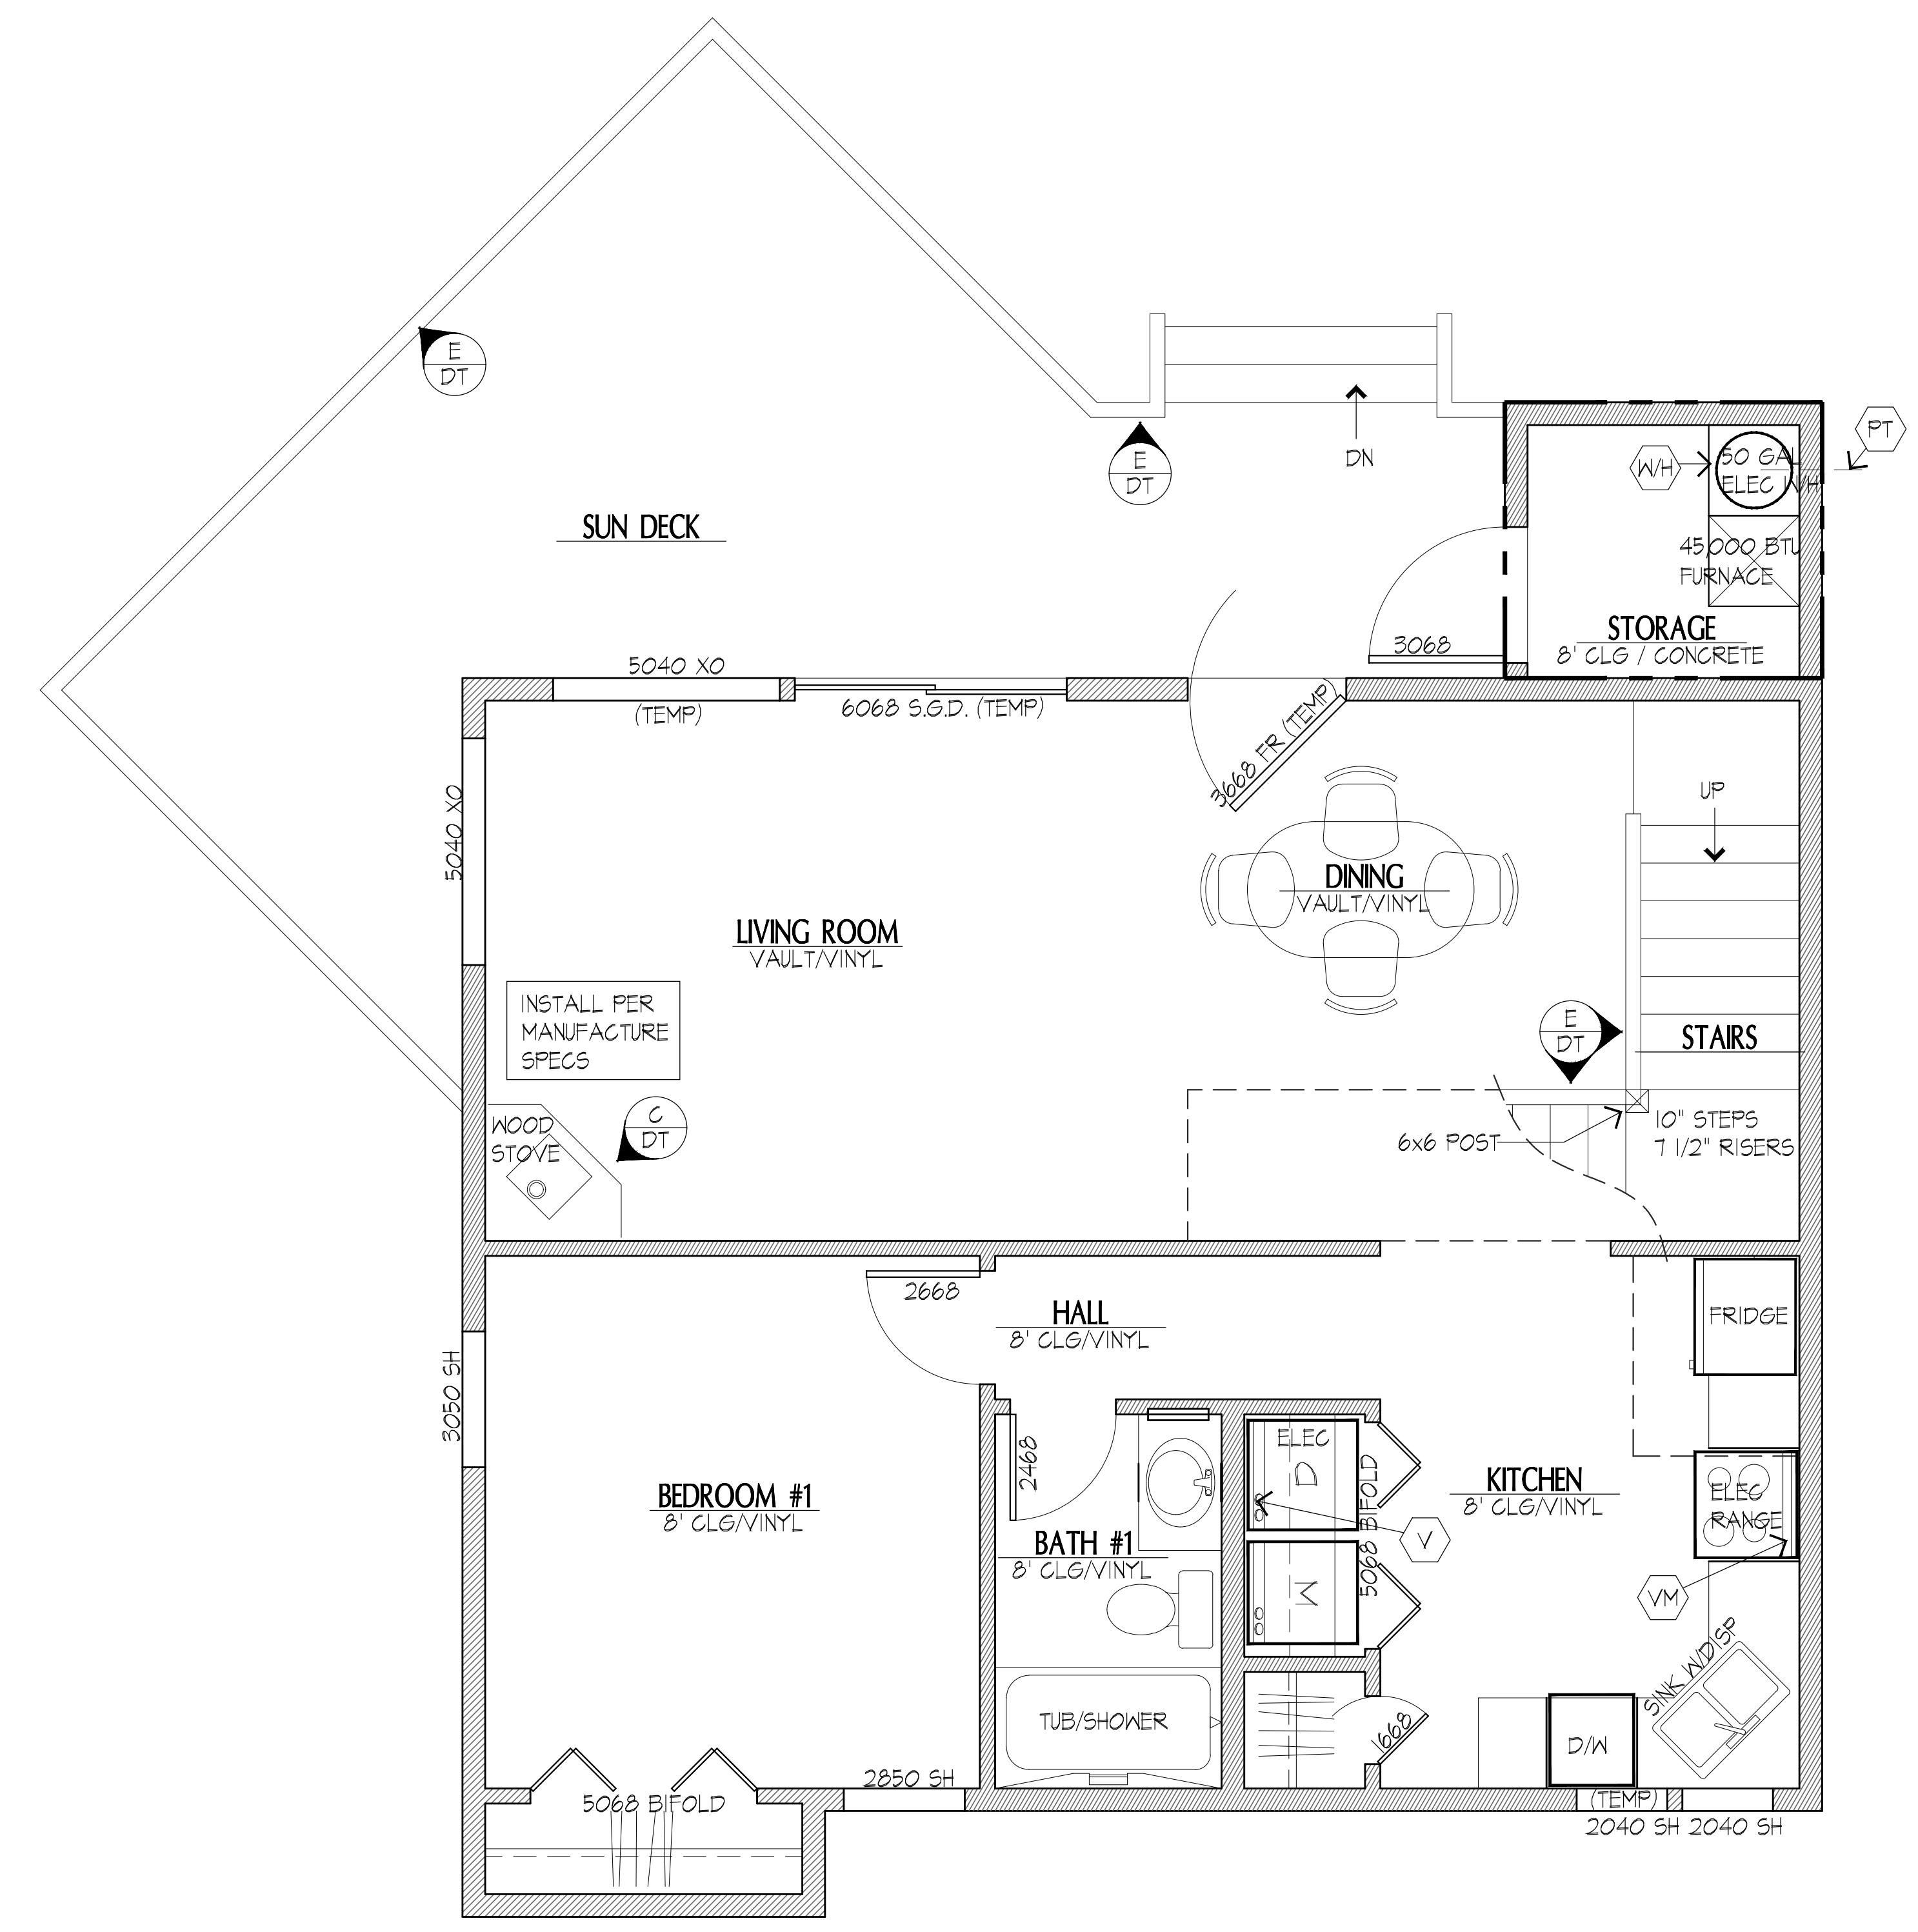 E
DT
E
DT
DN
PT
W/H
50 GAL
ELEC W/H
SUN DECK
45,000 BTU
FURNACE
STORAGE
8' CLG / CONCRETE
3068
5040 XO
(TEMP)
6068 S.G.D. (TEMP)
3668 FR (TEMP
5040 XO
UP
DINING
VAULT/VINYL
LIVING ROOM
VAULT/VINYL
INSTALL PER
MANUFACTURE
SPECS
E
DT
STAIRS
WOOD
STOVE
C
DT
6x6 POST
10" STEPS
7 1/2" RISERS
2668
HALL
8' CLG/VINYL
FRIDGE
3050 SH
2468
ELEC
D
5068 BIFOLD
KITCHEN
8' CLG/VINYL
ELEC
RANGE
BEDROOM #1
8' CLG/VINYL
BATH #1
8' CLG/VINYL
V
M
VM
SINK W/DISP
TUB/SHOWER
1668
D/W
2850 SH
5068 BIFOLD
(TEMP)
2040 SH
2040 SH